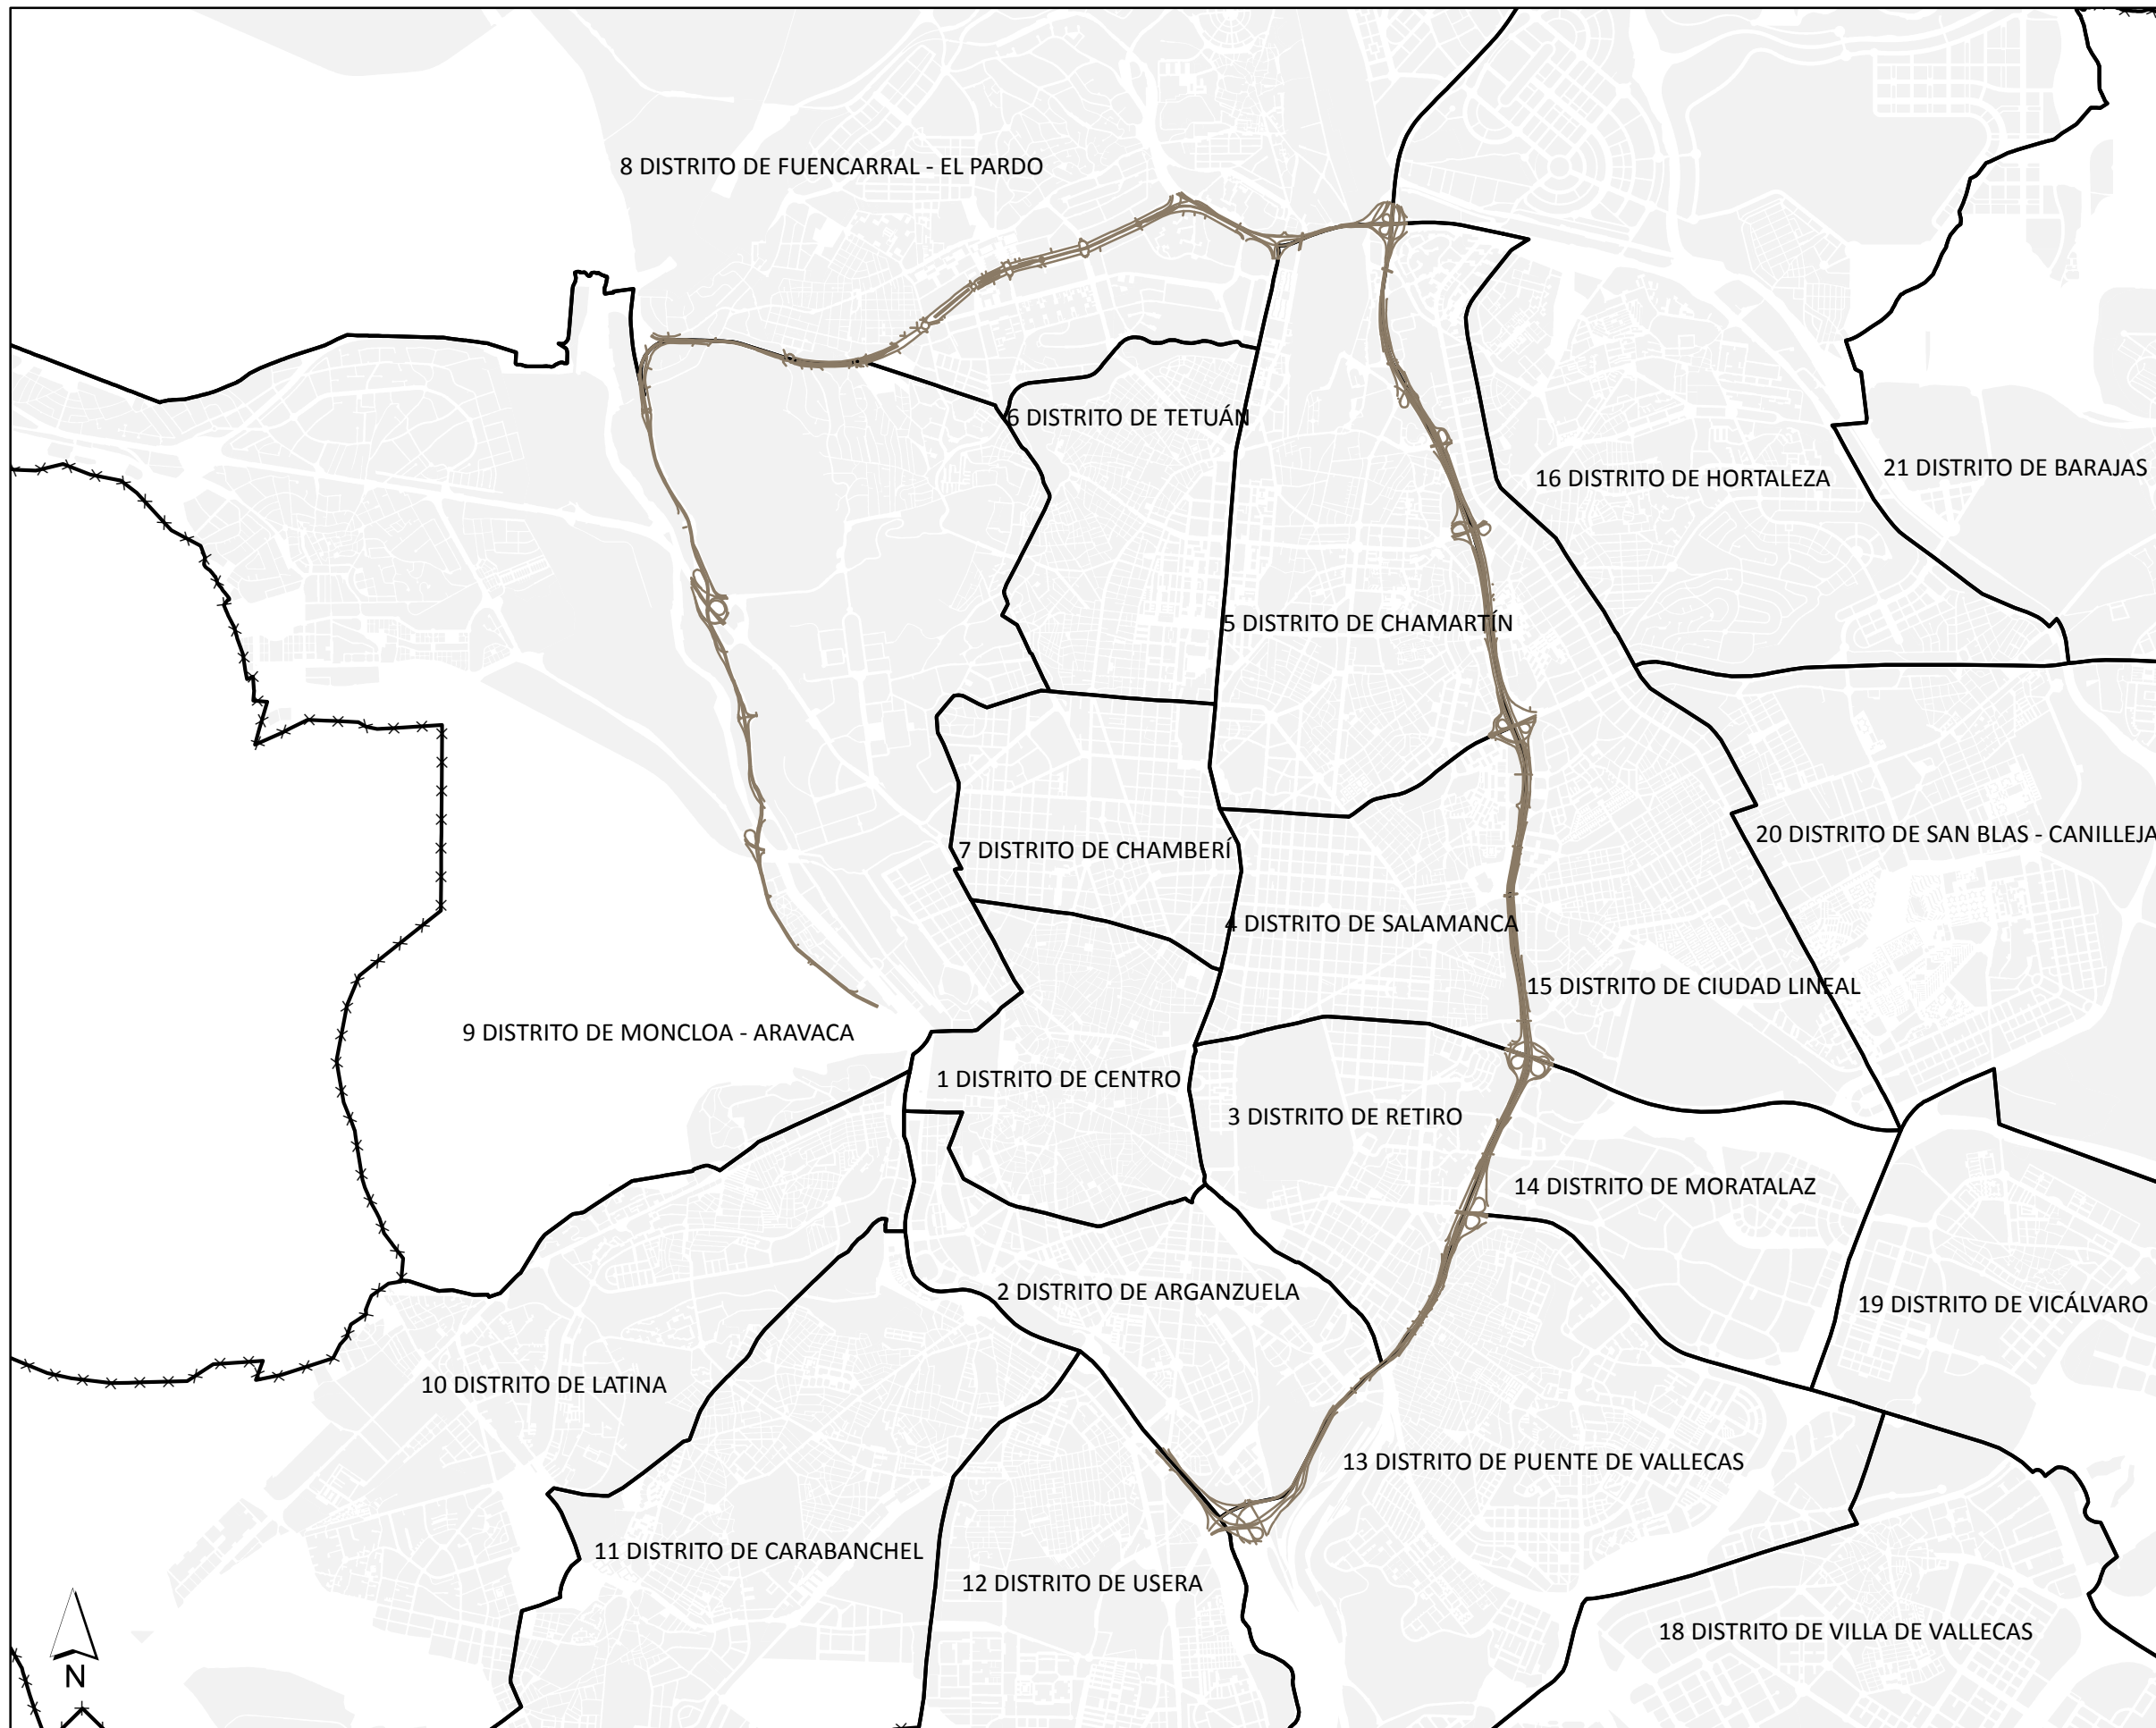 8 DISTRITO DE FUENCARRAL - EL PARDO
6 DISTRITO DE TETUÁN
21 DISTRITO DE BARAJAS
16 DISTRITO DE HORTALEZA
5 DISTRITO DE CHAMARTÍN
20 DISTRITO DE SAN BLAS - CANILLEJA
7 DISTRITO DE CHAMBERÍ
4 DISTRITO DE SALAMANCA
15 DISTRITO DE CIUDAD LINEAL
9 DISTRITO DE MONCLOA - ARAVACA
1 DISTRITO DE CENTRO
3 DISTRITO DE RETIRO
14 DISTRITO DE MORATALAZ
2 DISTRITO DE ARGANZUELA
19 DISTRITO DE VICÁLVARO
10 DISTRITO DE LATINA
13 DISTRITO DE PUENTE DE VALLECAS
11 DISTRITO DE CARABANCHEL
12 DISTRITO DE USERA
18 DISTRITO DE VILLA DE VALLECAS
N